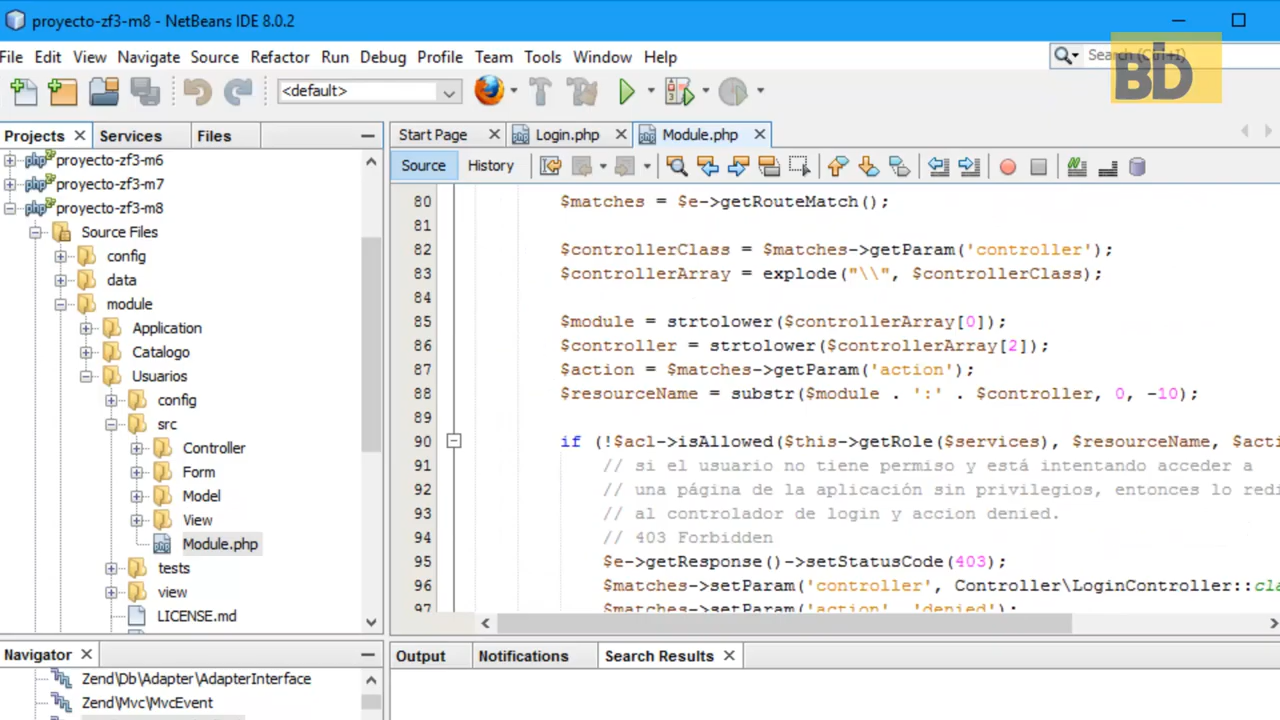 proyecto-zf3-m8 - NetBeans IDE 8.0.2
File Edit View Navigate Source Refactor Run Debug Profile Team Tools Window Help
Search (Ctrl+I)
BD
<default>
Projects Services Files
proyecto-zf3-m6
proyecto-zf3-m7
proyecto-zf3-m8
Source Files
config
data
module
Application
Catalogo
Usuarios
config
src
Controller
Form
Model
View
Module.php
tests
view
LICENSE.md
Navigator
Zend\Db\Adapter\AdapterInterface
Zend\Mvc\MvcEvent
Start Page Login.php Module.php
Source History
80 $matches = $e->getRouteMatch();
81
82 $controllerClass = $matches->getParam('controller');
83 $controllerArray = explode("\\", $controllerClass);
84
85 $module = strtolower($controllerArray[0]);
86 $controller = strtolower($controllerArray[2]);
87 $action = $matches->getParam('action');
88 $resourceName = substr($module . ':' . $controller, 0, -10);
89
90 if (!$acl->isAllowed($this->getRole($services), $resourceName, $acti
91 // si el usuario no tiene permiso y está intentando acceder a
92 // una página de la aplicación sin privilegios, entonces lo redi
93 // al controlador de login y accion denied.
94 // 403 Forbidden
95 $e->getResponse()->setStatusCode(403);
96 $matches->setParam('controller', Controller\LoginController::cla
97 $matches->setParam('action', 'denied');
Output Notifications Search Results